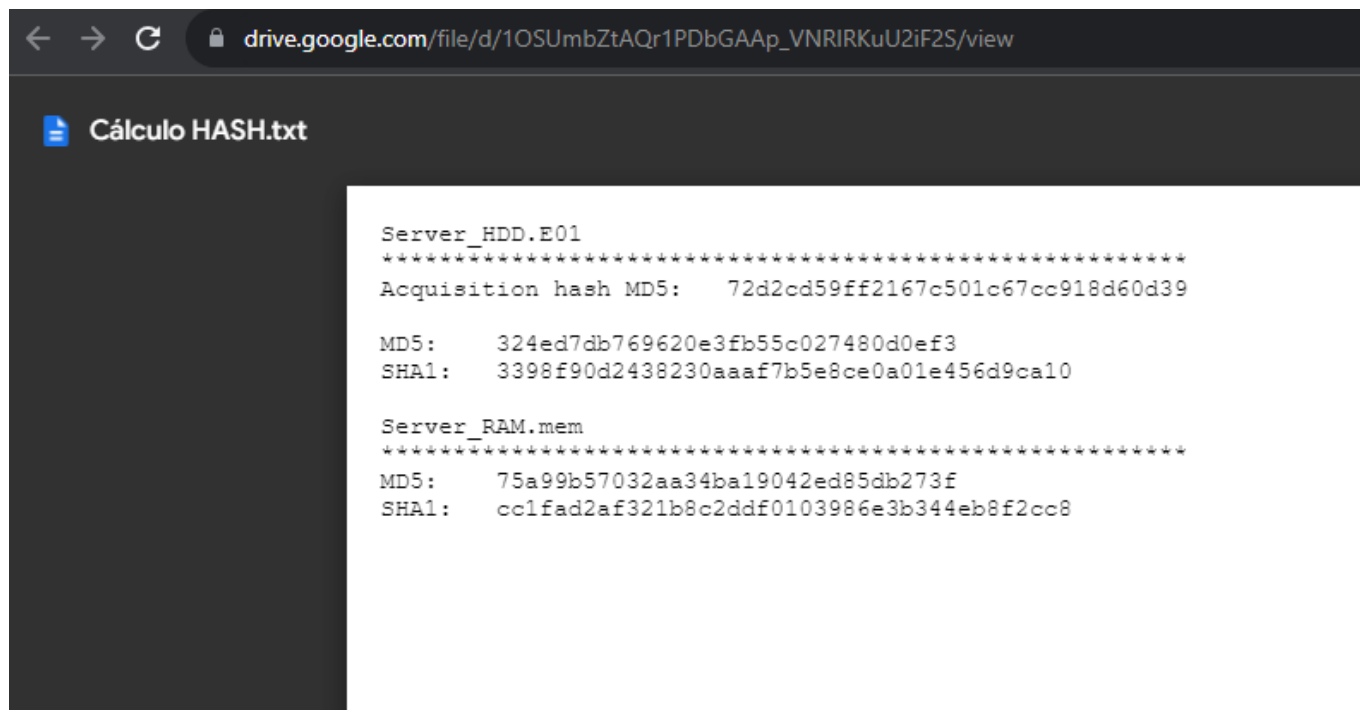 drive.google.com/file/d/1OSUmbZtAQr1PDbGAAp_VNRIRKuU2iF2S/view
Cálculo HASH.txt
Server_HDD.E01
********************************************************
Acquisition hash MD5:   72d2cd59ff2167c501c67cc918d60d39
MD5:    324ed7db769620e3fb55c027480d0ef3
SHA1:   3398f90d2438230aaaf7b5e8ce0a01e456d9ca10
Server_RAM.mem
********************************************************
MD5:    75a99b57032aa34ba19042ed85db273f
SHA1:   cc1fad2af321b8c2ddf0103986e3b344eb8f2cc8